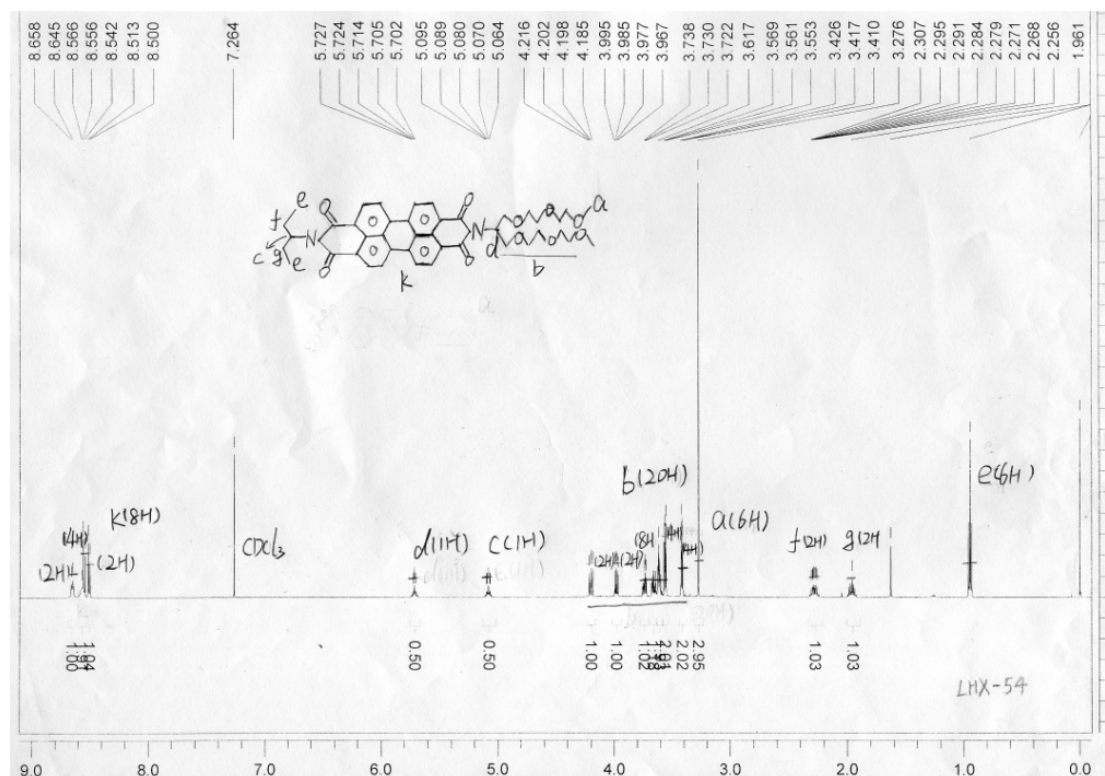 8.658 8.645 8.566 8.556 8.542 8.513 8.500 7.264 5.727 5.724 5.714 5.705 5.702 5.095 5.089 5.080 5.070 5.064 4.216 4.202 4.198 4.185 3.995 3.985 3.977 3.967 3.738 3.730 3.722 3.617 3.569 3.561 3.553 3.426 3.417 3.410 3.276 2.307 2.295 2.291 2.284 2.279 2.271 2.268 2.256 1.961
e
f
O O O O a
N N
c g e O O d
k b
b(20H) e(6H)
k(8H) a(6H)
CDCl3 d(1H) c(1H) (8H) (4H) f(2H) g(2H
(4H) (2H) (2H) (2H) (2H) (4H)
1.00 0.50 0.50 1.00 1.00 2.02 2.95 1.03 1.03
LHX-54
9.0 8.0 7.0 6.0 5.0 4.0 3.0 2.0 1.0 0.0